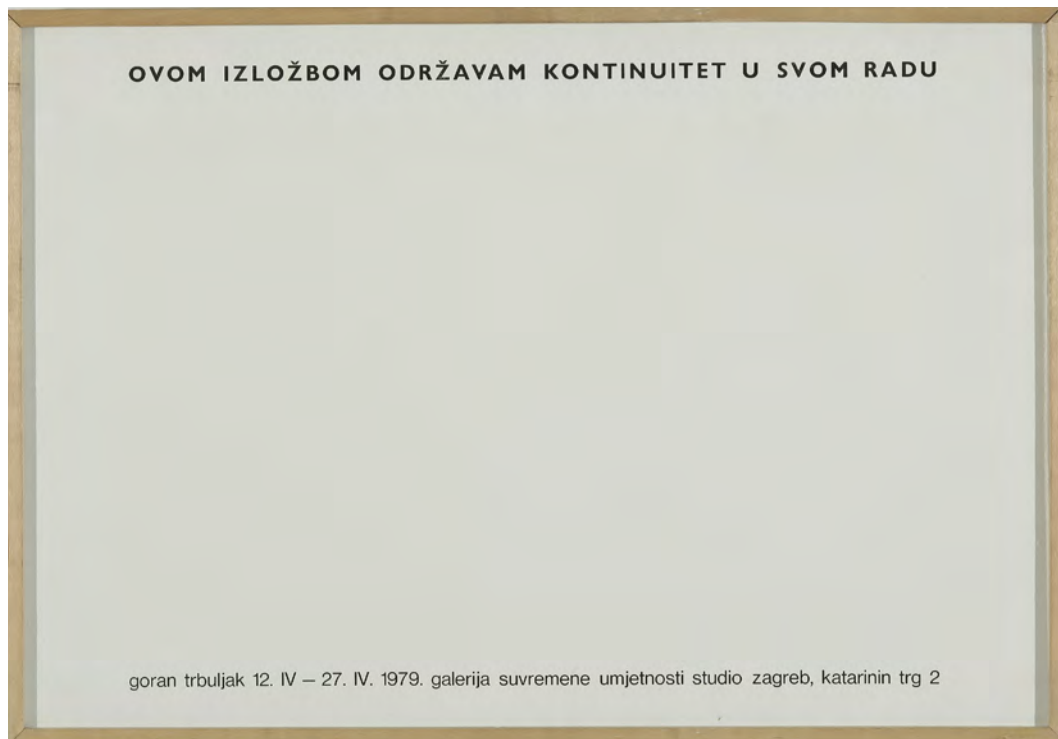 OVOM IZLOŽBOM ODRŽAVAM KONTINUITET U SVOM RADU
goran trbuljak 12. IV – 27. IV. 1979. galerija suvremene umjetnosti studio zagreb, katarinin trg 2